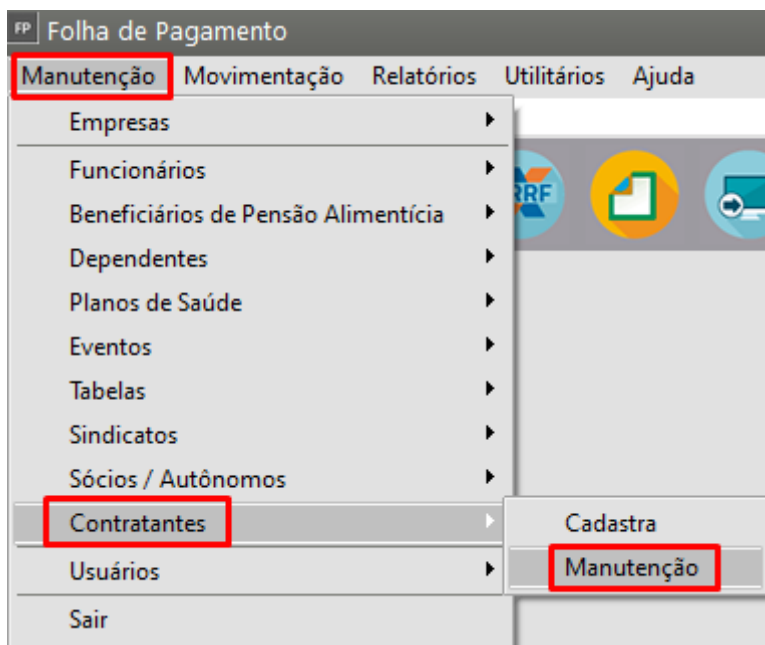 FP Folha de Pagamento
Manutenção Movimentação Relatórios Utilitários Ajuda
Empresas
Funcionários
RRF
Beneficiários de Pensão Alimentícia
Dependentes
Planos de Saúde
Eventos
Tabelas
Sindicatos
Sócios / Autônomos
Contratantes
Cadastra
Manutenção
Usuários
Sair